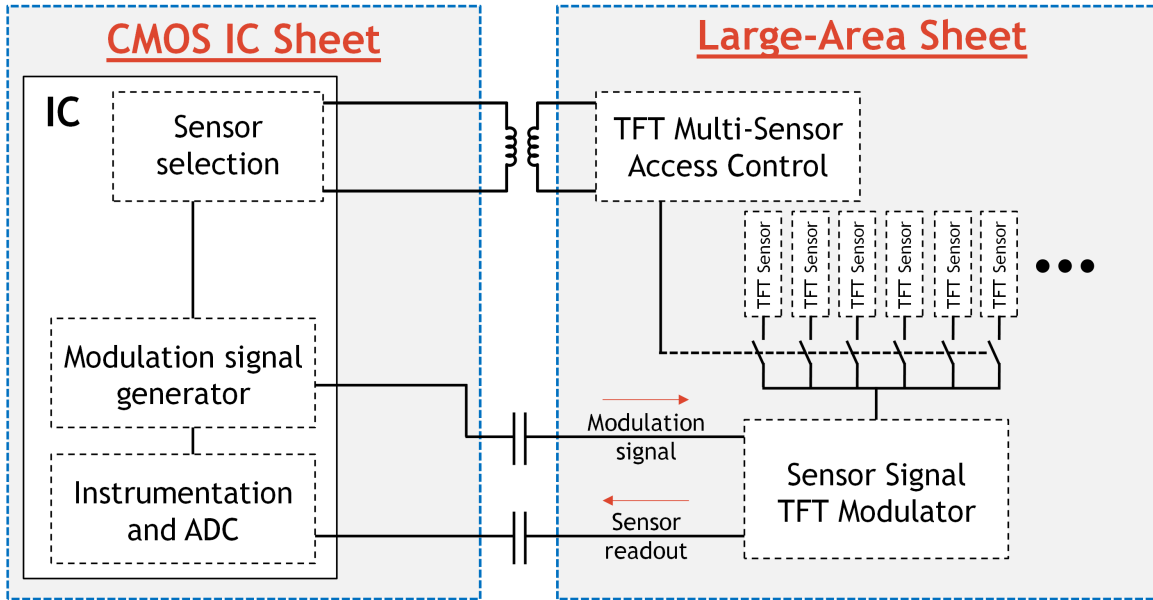 CMOS IC Sheet
Large-Area Sheet
IC
Sensor
selection
TFT Multi-Sensor
Access Control
TFT Sensor
TFT Sensor
TFT Sensor
TFT Sensor
TFT Sensor
TFT Sensor
Modulation signal
generator
Modulation
signal
Instrumentation
and ADC
Sensor
readout
Sensor Signal
TFT Modulator